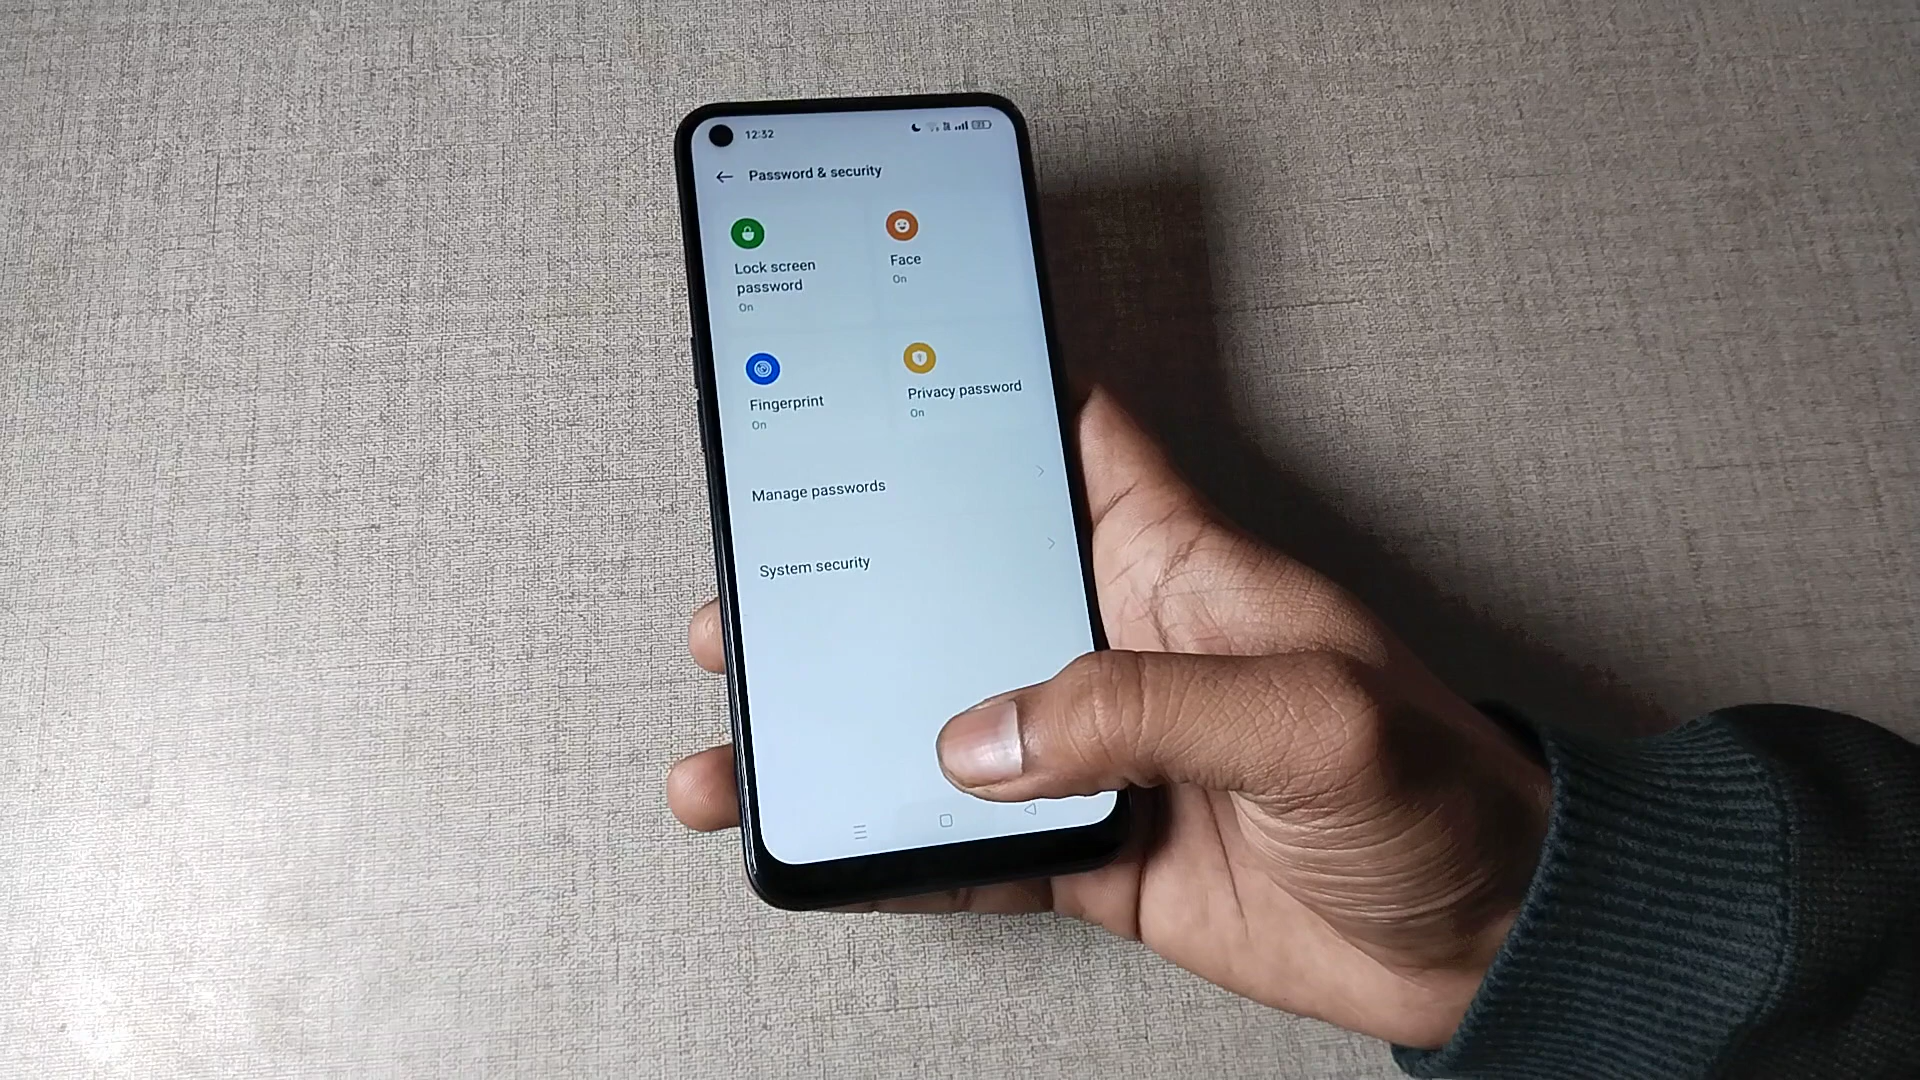 12:32
Password & security
Lock screen
password
On
Face
On
Fingerprint
On
Privacy password
On
Manage passwords
System security